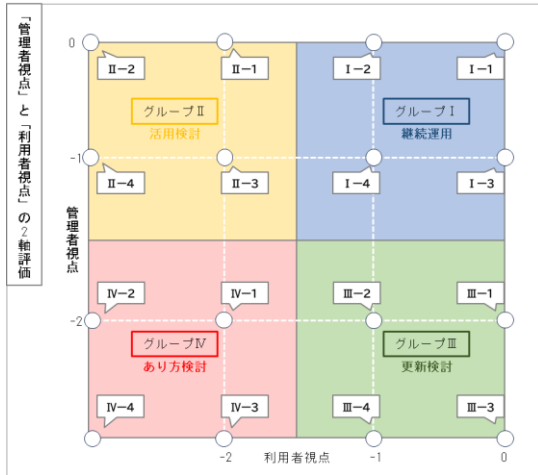 「管理者視点」と「利用者視点」の2軸評価
0
Ⅱ－2
Ⅱ－1
Ⅰ－2
Ⅰ－1
グループⅡ
活用検討
グループⅠ
継続運用
-1
Ⅱ－4
Ⅱ－3
Ⅰ－4
Ⅰ－3
管理者視点
Ⅳ－2
Ⅳ－1
Ⅲ－2
Ⅲ－1
-2
グループⅣ
あり方検討
グループⅢ
更新検討
Ⅳ－4
Ⅳ－3
Ⅲ－4
Ⅲ－3
-2
利用者視点
-1
0